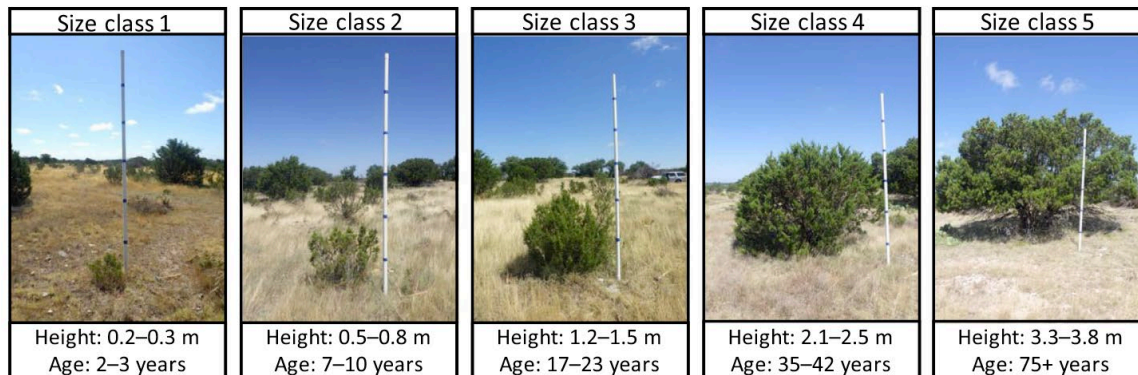 Size class 1
Size class 2
Size class 3
Size class 4
Size class 5
Height: 0.2–0.3 m
Height: 0.5–0.8 m
Height: 1.2–1.5 m
Height: 2.1–2.5 m
Height: 3.3–3.8 m
Age: 2–3 years
Age: 7–10 years
Age: 17–23 years
Age: 35–42 years
Age: 75+ years